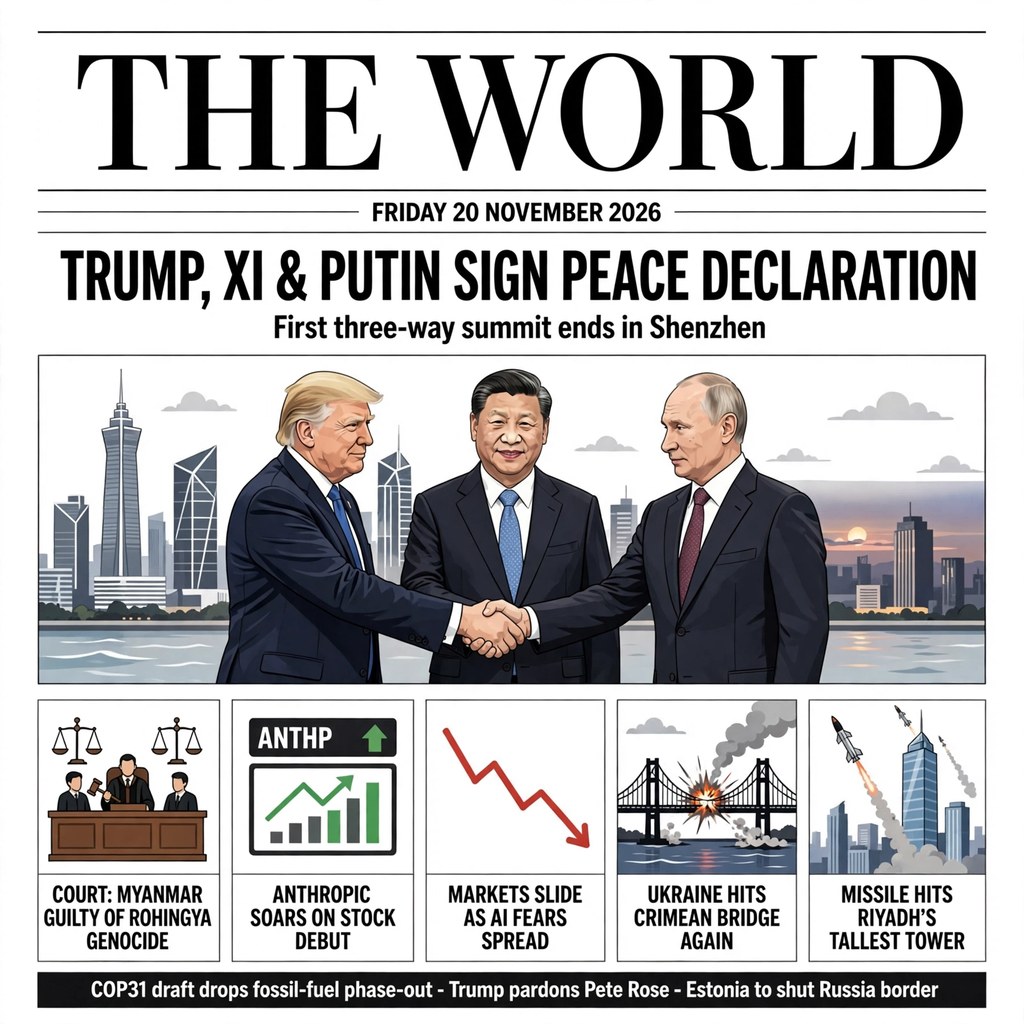 THE WORLD
FRIDAY 20 NOVEMBER 2026
TRUMP, XI & PUTIN SIGN PEACE DECLARATION
First three-way summit ends in Shenzhen
COURT: MYANMAR
GUILTY OF ROHINGYA
GENOCIDE
ANTHP
ANTHROPIC
SOARS ON STOCK
DEBUT
MARKETS SLIDE
AS AI FEARS
SPREAD
UKRAINE HITS
CRIMEAN BRIDGE
AGAIN
MISSILE HITS
RIYADH'S
TALLEST TOWER
COP31 draft drops fossil-fuel phase-out - Trump pardons Pete Rose - Estonia to shut Russia border